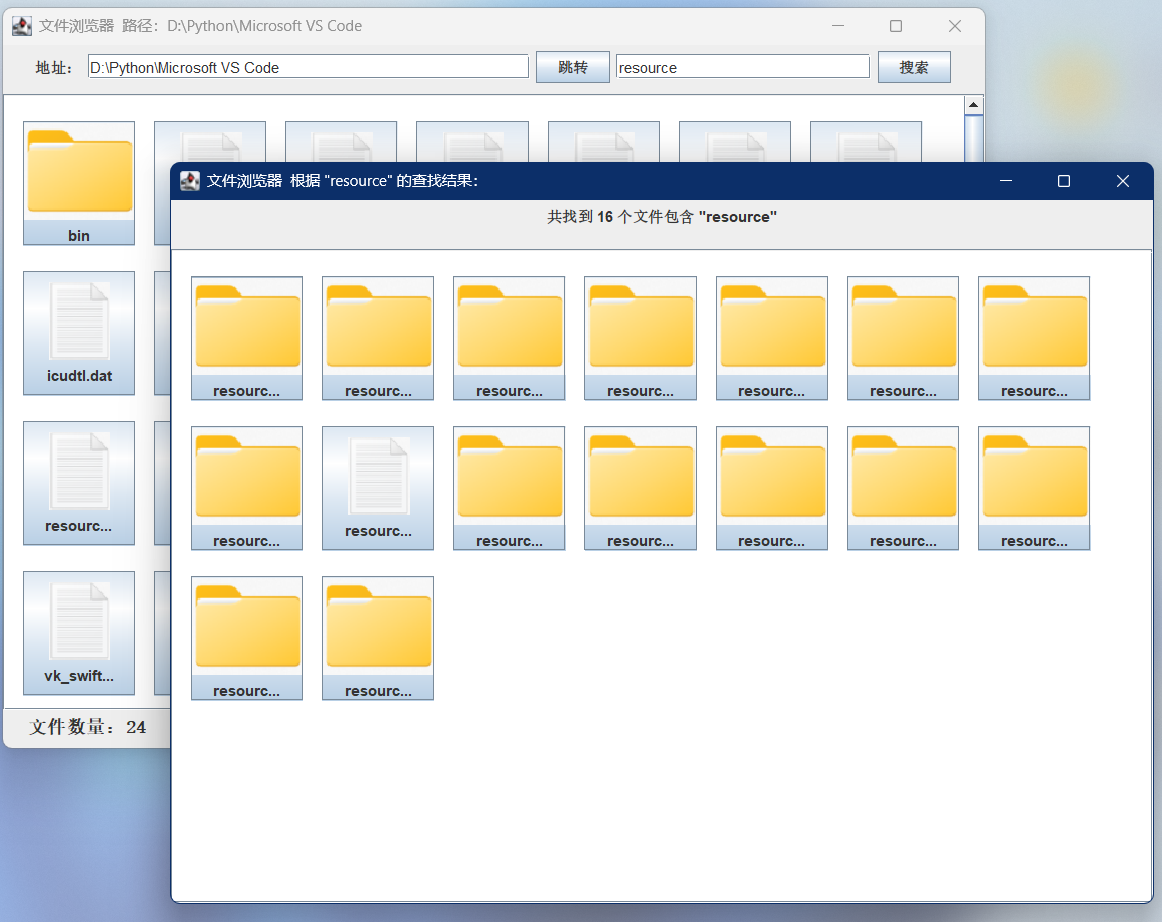 文件浏览器 路径：D:\Python\Microsoft VS Code
地址： D:\Python\Microsoft VS Code 跳转 resource 搜索
bin
icudtl.dat
resourc...
vk_swift...
文件数量：24
文件浏览器 根据 "resource" 的查找结果：
共找到 16 个文件包含 "resource"
resourc... resourc... resourc... resourc... resourc... resourc... resourc...
resourc... resourc... resourc... resourc... resourc... resourc... resourc...
resourc... resourc...